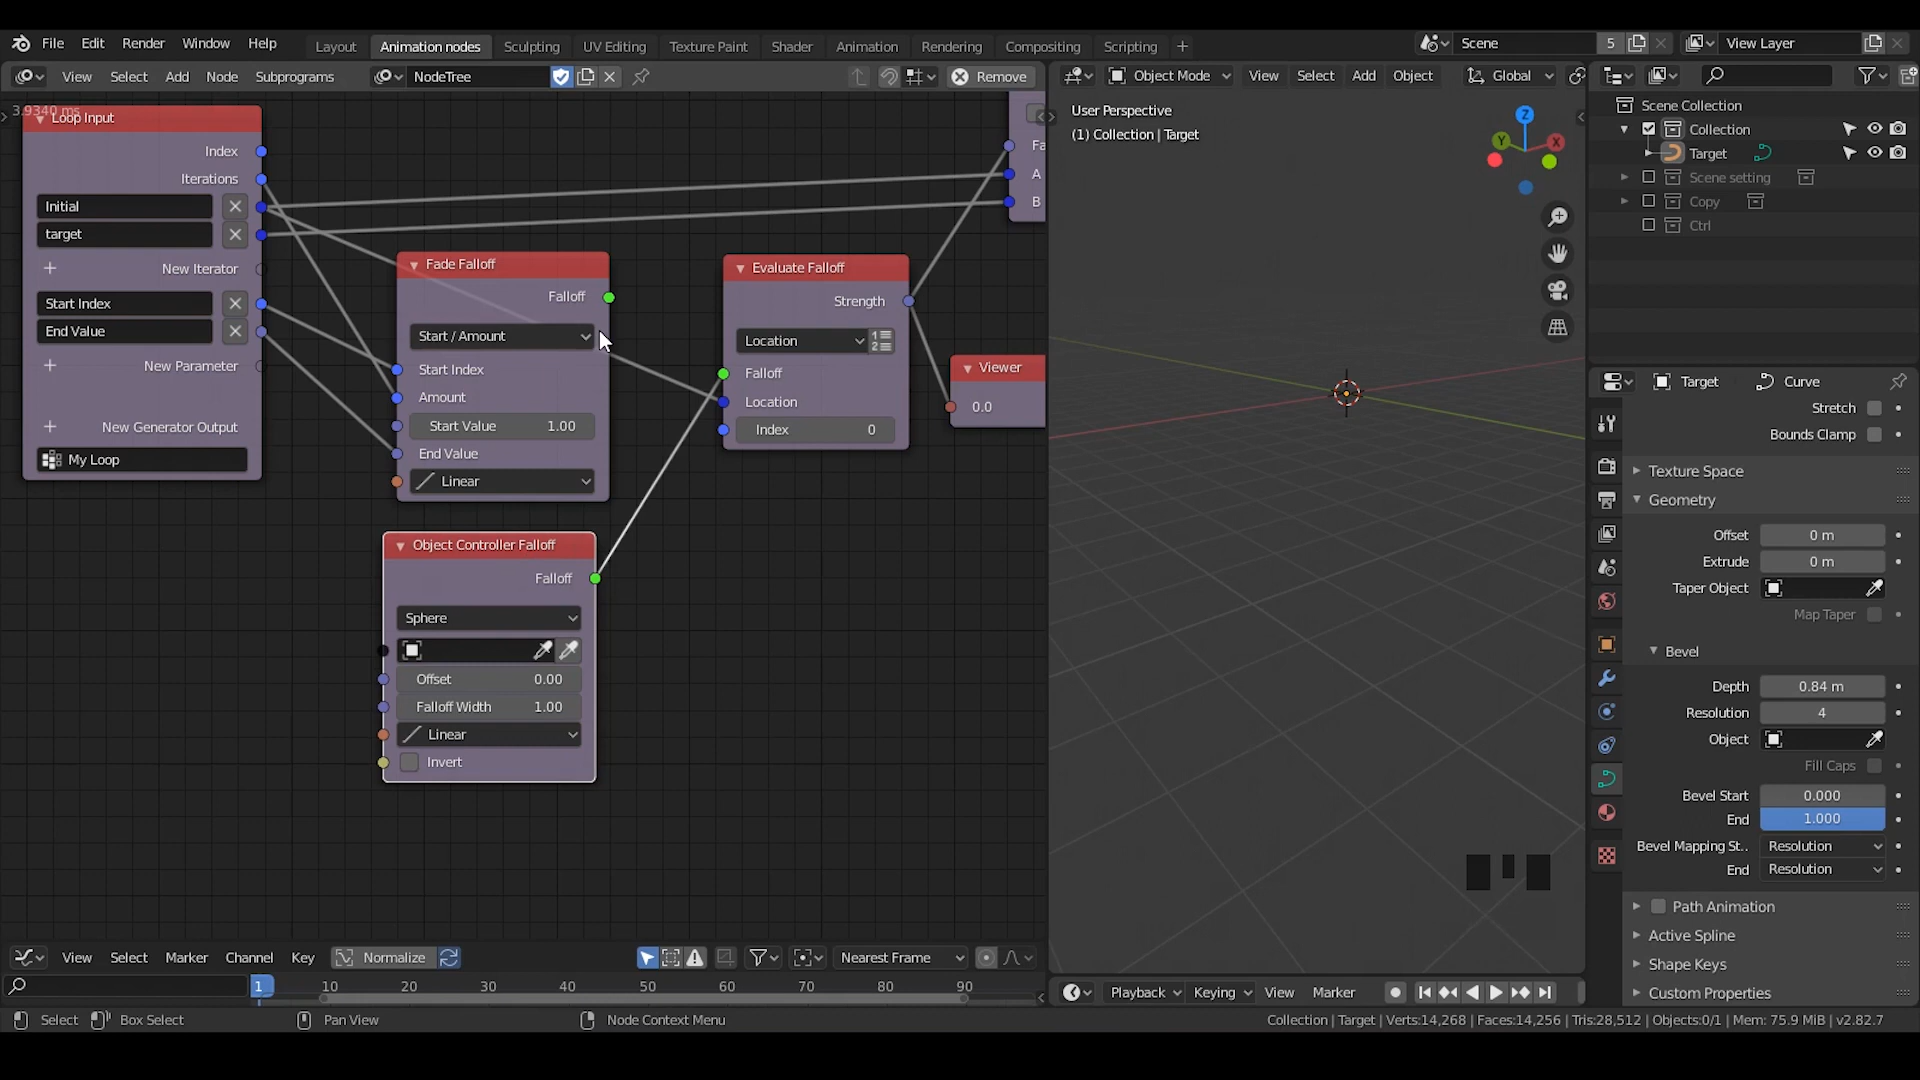 File Edit Render Window Help Layout Animation nodes Sculpting UV Editing Texture Paint Shader Animation Rendering Compositing Scripting Scene 5 View Layer
View Select Add Node Subprograms NodeTree Remove Object Mode View Select Add Object Global
3.9340 ms
Loop Input
Index
Iterations
Initial
target
New Iterator
Start Index
End Value
New Parameter
New Generator Output
My Loop
Fade Falloff
Falloff
Start / Amount
Start Index
Amount
Start Value 1.00
End Value
Linear
Object Controller Falloff
Falloff
Sphere
Offset 0.00
Falloff Width 1.00
Linear
Invert
Evaluate Falloff
Strength
Location
Falloff
Location
Index 0
Fa
A
B
Viewer
0.0
User Perspective
(1) Collection | Target
Z
Y
X
Scene Collection
Collection
Target
Scene setting
Copy
Ctrl
Target Curve
Stretch
Bounds Clamp
Texture Space
Geometry
Offset 0 m
Extrude 0 m
Taper Object
Map Taper
Bevel
Depth 0.84 m
Resolution 4
Object
Fill Caps
Bevel Start 0.000
End 1.000
Bevel Mapping St.. Resolution
End Resolution
Path Animation
Active Spline
Shape Keys
Custom Properties
View Select Marker Channel Key Normalize Nearest Frame
1 10 20 30 40 50 60 70 80 90
Playback Keying View Marker
Select Box Select Pan View Node Context Menu
Collection | Target | Verts:14,268 | Faces:14,256 | Tris:28,512 | Objects:0/1 | Mem: 75.9 MiB | v2.82.7